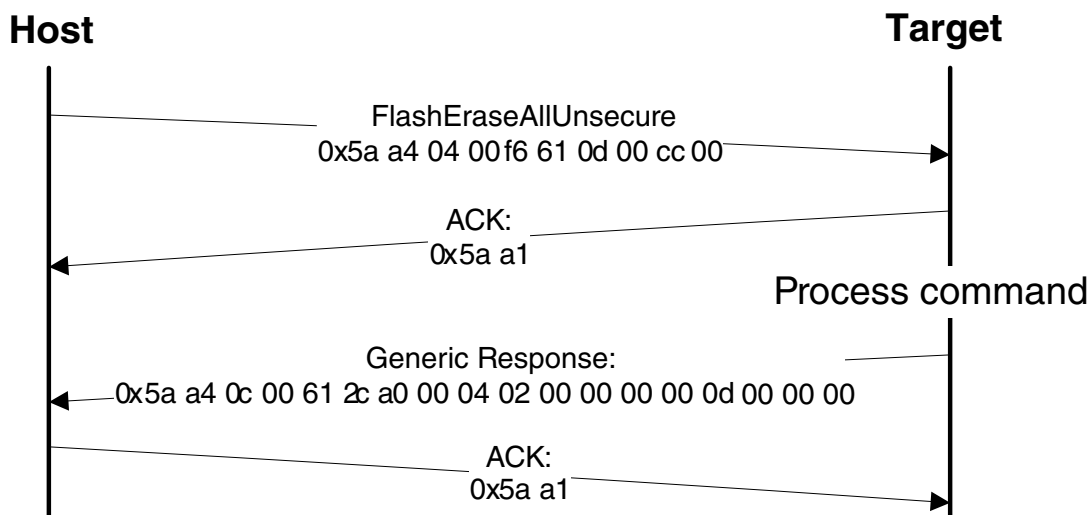 Host
Target
FlashEraseAllUnsecure
0x5a a4 04 00 f6 61 0d 00 cc 00
ACK:
0x5a a1
Process command
Generic Response:
0x5a a4 0c 00 61 2c a0 00 04 02 00 00 00 00 0d 00 00 00
ACK:
0x5a a1